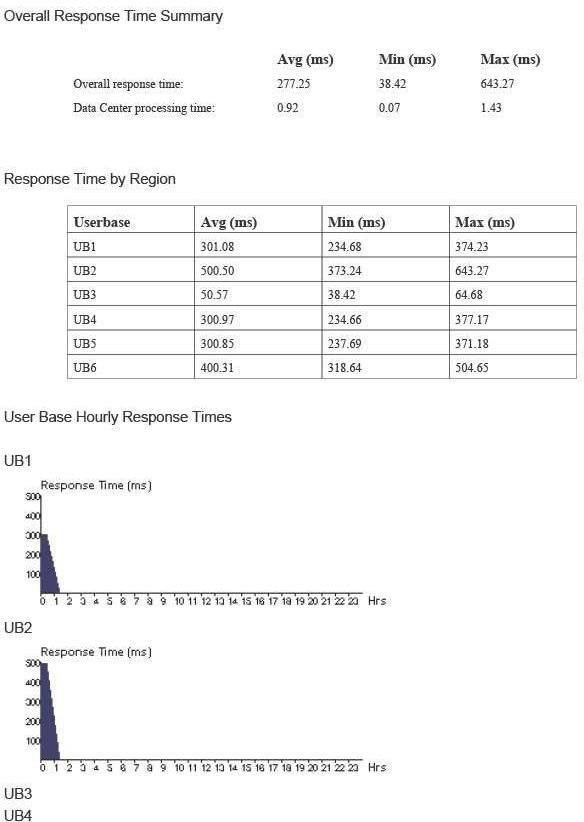 Overall Response Time Summary
Avg (ms) Min (ms) Max (ms)
Overall response time: 277.25 38.42 643.27
Data Center processing time: 0.92 0.07 1.43
Response Time by Region
Userbase Avg (ms) Min (ms) Max (ms)
UB1 301.08 234.68 374.23
UB2 500.50 373.24 643.27
UB3 50.57 38.42 64.68
UB4 300.97 234.66 377.17
UB5 300.85 237.69 371.18
UB6 400.31 318.64 504.65
User Base Hourly Response Times
UB1
Response Time (ms)
500
400
300
200
100
0 1 2 3 4 5 6 7 8 9 10 11 12 13 14 15 16 17 18 19 20 21 22 23 Hrs
UB2
Response Time (ms)
500
400
300
200
100
0 1 2 3 4 5 6 7 8 9 10 11 12 13 14 15 16 17 18 19 20 21 22 23 Hrs
UB3
UB4